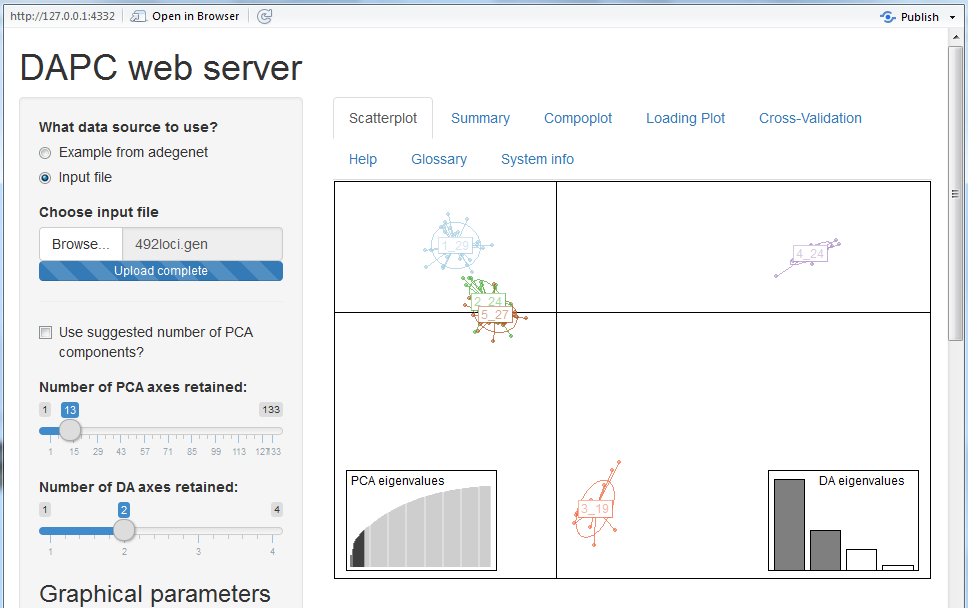 http://127.0.0.1:4332 Open in Browser Publish
DAPC web server
What data source to use?
Example from adegenet
Input file
Choose input file
Browse... 492loci.gen
Upload complete
Use suggested number of PCA
components?
Number of PCA axes retained:
1 13 133
1 15 29 43 57 71 85 99 113 127 133
Number of DA axes retained:
1 2 4
1 2 3 4
Graphical parameters
Scatterplot Summary Compoplot Loading Plot Cross-Validation
Help Glossary System info
1_29
4_24
2_24
5_27
3_19
PCA eigenvalues
DA eigenvalues